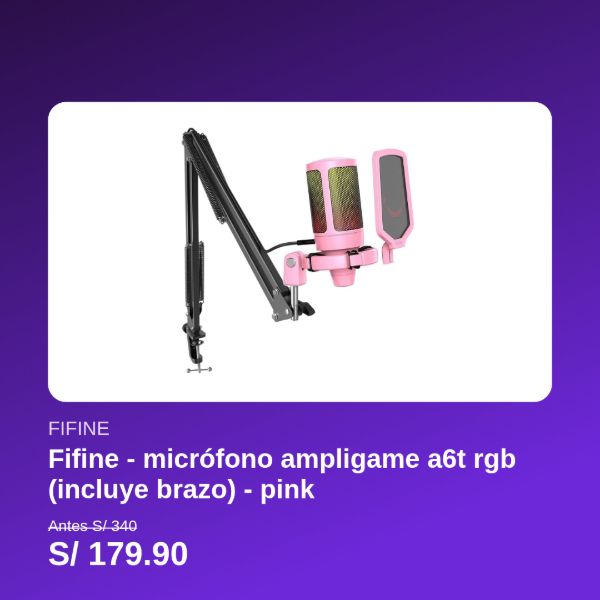 FIFINE
Fifine - micrófono ampligame a6t rgb
(incluye brazo) - pink
Antes S/ 340
S/ 179.90